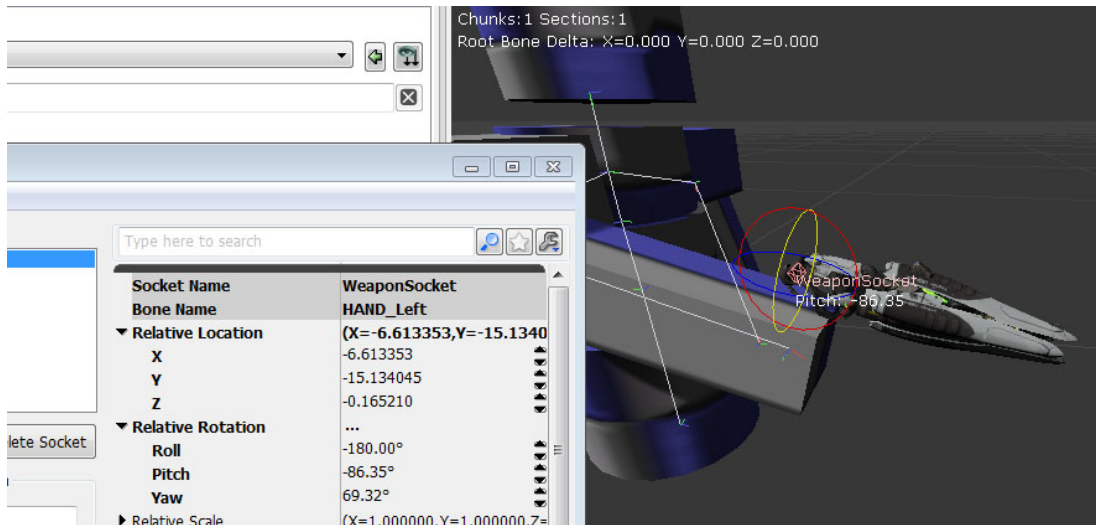 Chunks:1 Sections:1
Root Bone Delta: X=0.000 Y=0.000 Z=0.000
Type here to search
Socket Name WeaponSocket
Bone Name HAND_Left
Relative Location (X=-6.613353,Y=-15.1340
X -6.613353
Y -15.134045
Z -0.165210
Relative Rotation ...
Roll -180.00°
Pitch -86.35°
Yaw 69.32°
Relative Scale (X=1.000000,Y=1.000000,Z=
lete Socket
WeaponSocket
Pitch: -86.35